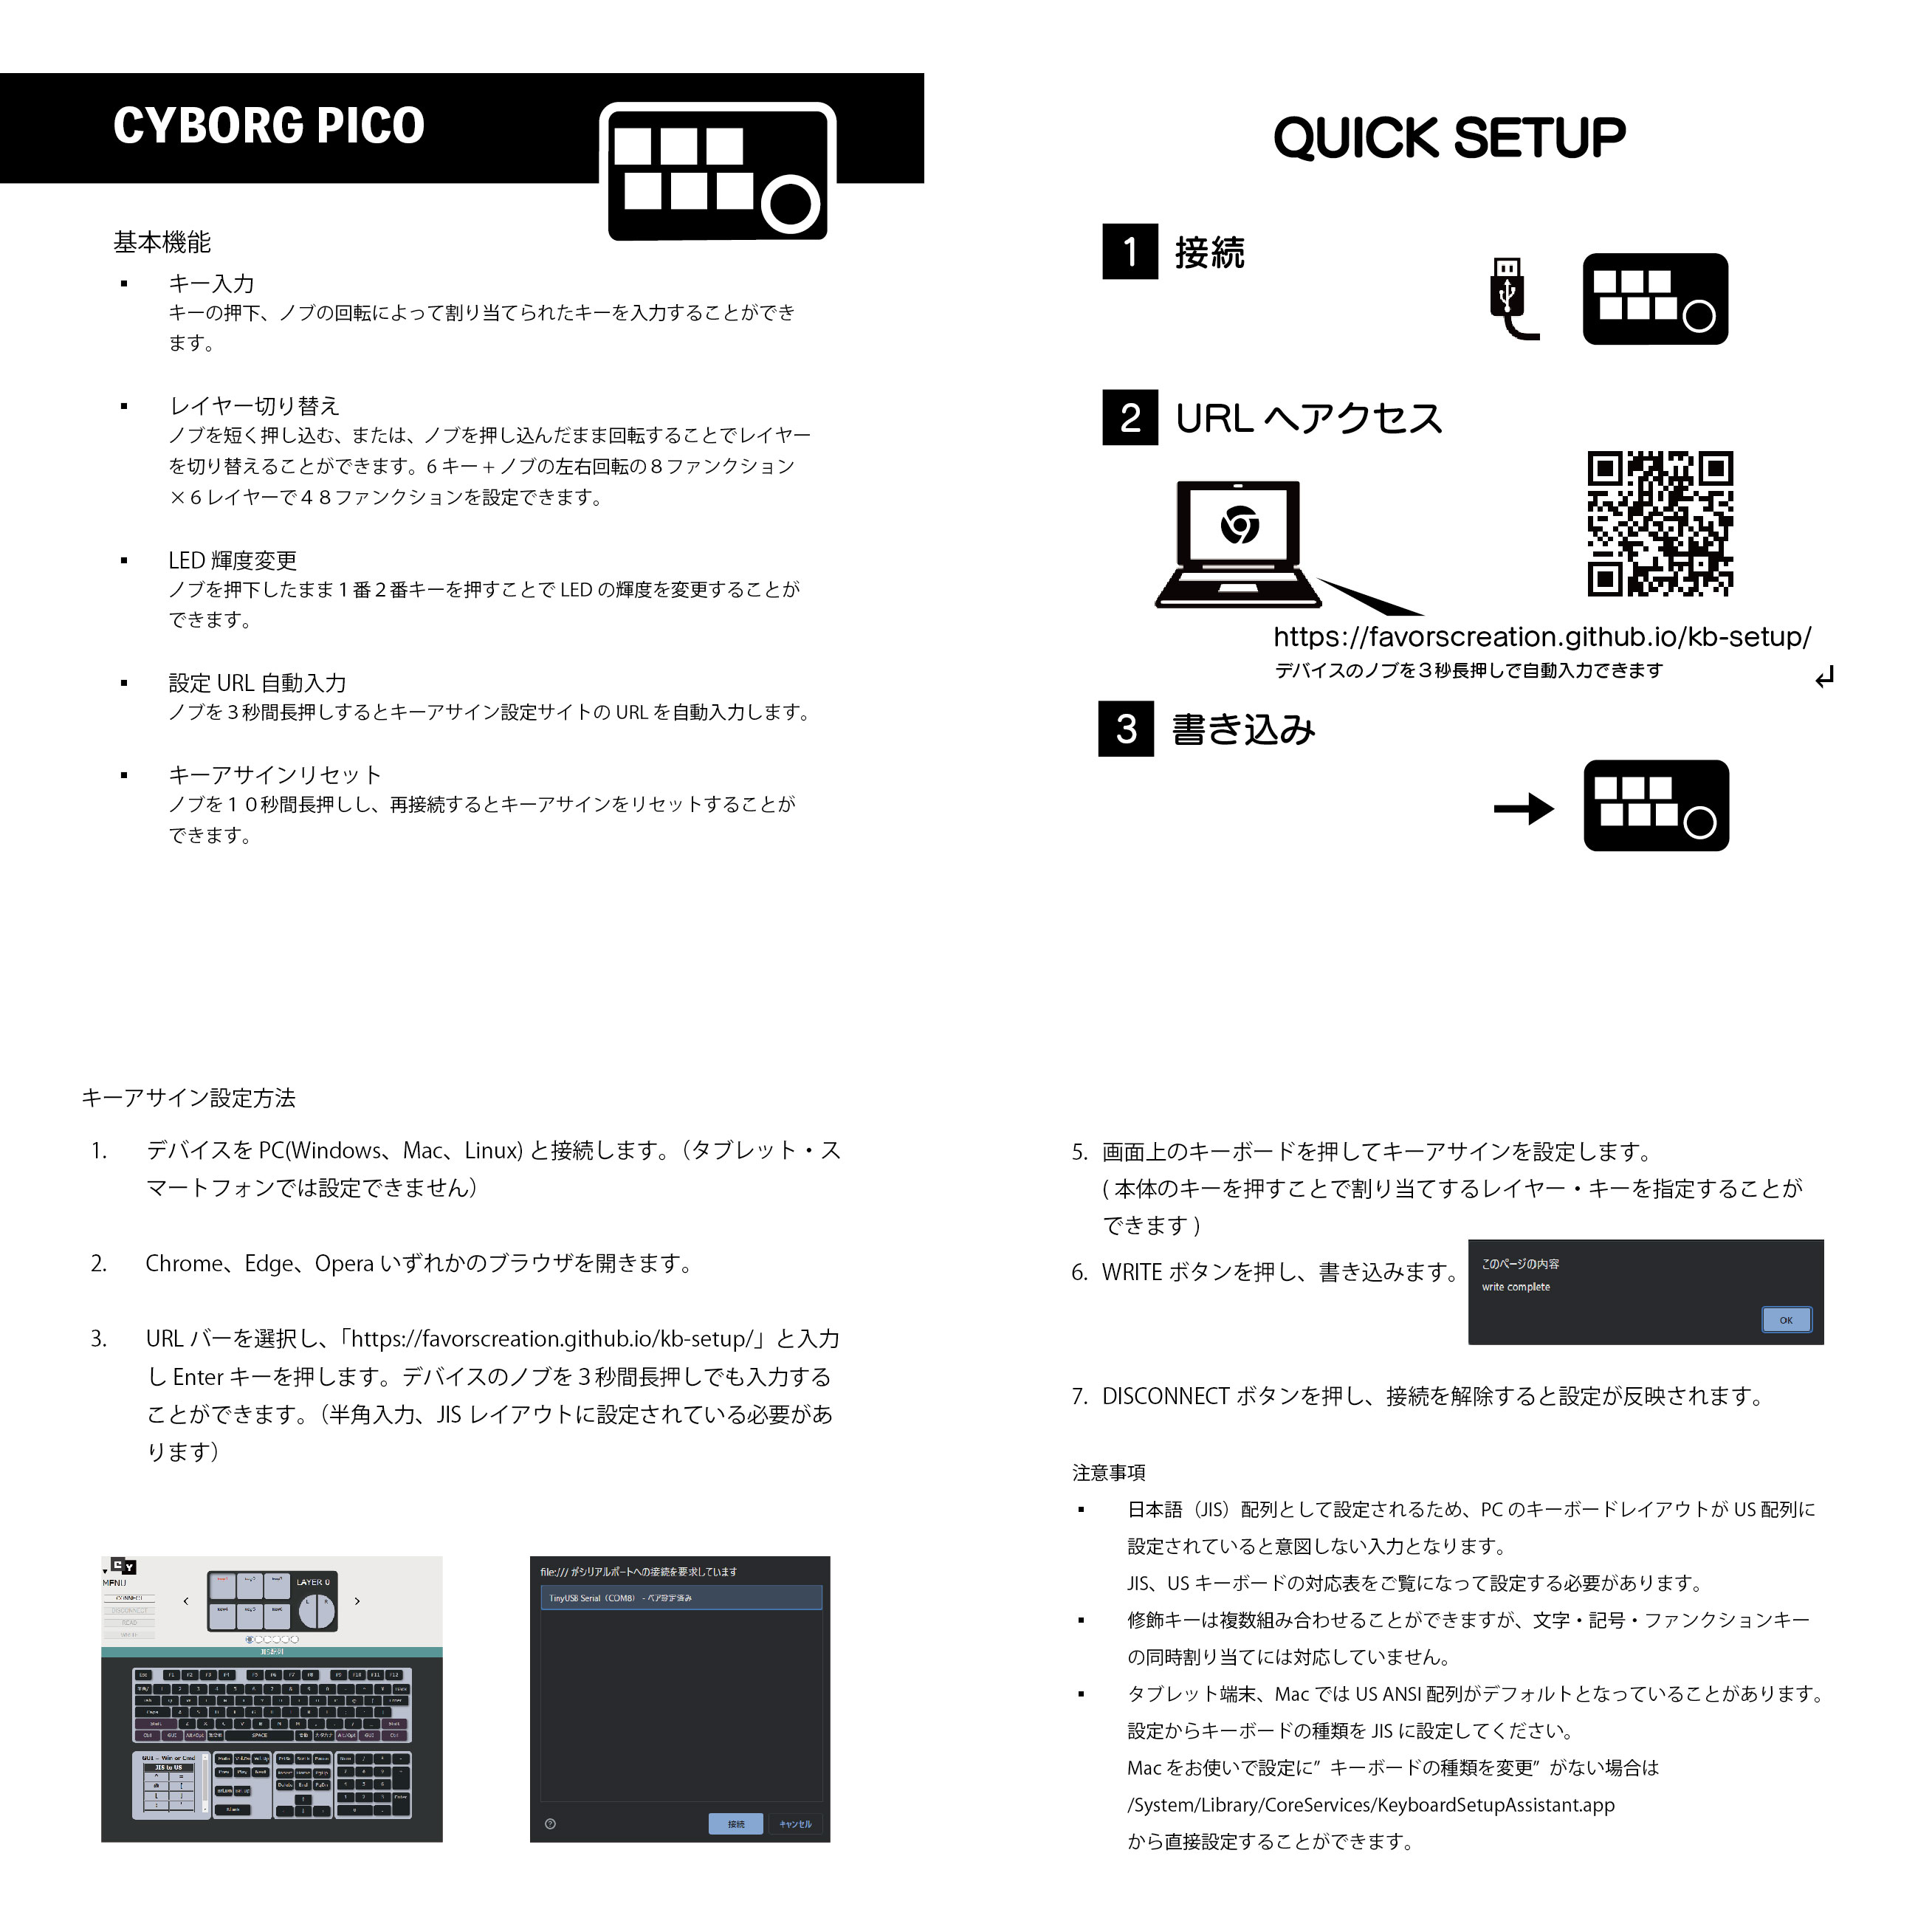 CYBORG PICO
基本機能
▪ キー入力
キーの押下、ノブの回転によって割り当てられたキーを入力することができ
ます。
▪ レイヤー切り替え
ノブを短く押し込む、または、ノブを押し込んだまま回転することでレイヤー
を切り替えることができます。6 キー + ノブの左右回転の８ファンクション
×６レイヤーで４８ファンクションを設定できます。
▪ LED 輝度変更
ノブを押下したまま１番２番キーを押すことで LED の輝度を変更することが
できます。
▪ 設定 URL 自動入力
ノブを３秒間長押しするとキーアサイン設定サイトの URL を自動入力します。
▪ キーアサインリセット
ノブを１０秒間長押しし、再接続するとキーアサインをリセットすることが
できます。
QUICK SETUP
1 接続
2 URL へアクセス
https://favorscreation.github.io/kb-setup/
デバイスのノブを３秒長押しで自動入力できます
↵
3 書き込み
キーアサイン設定方法
1. デバイスを PC(Windows、Mac、Linux) と接続します。（タブレット・ス
マートフォンでは設定できません）
2. Chrome、Edge、Opera いずれかのブラウザを開きます。
3. URL バーを選択し、「https://favorscreation.github.io/kb-setup/」と入力
し Enter キーを押します。デバイスのノブを３秒間長押しでも入力する
ことができます。（半角入力、JIS レイアウトに設定されている必要があ
ります）
CY
MENU
CONNECT
DISCONNECT
READ
WRITE
LAYER 0
L R
JIS配列
Esc F1 F2 F3 F4 F5 F6 F7 F8 F9 F10 F11 F12
SPACE
GUI = Win or Cmd
JIS to US
file:/// がシリアルポートへの接続を要求しています
TinyUSB Serial（COM8） - ペア設定済み
接続 キャンセル
5. 画面上のキーボードを押してキーアサインを設定します。
( 本体のキーを押すことで割り当てするレイヤー・キーを指定することが
できます )
6. WRITE ボタンを押し、書き込みます。
このページの内容
write complete
OK
7. DISCONNECT ボタンを押し、接続を解除すると設定が反映されます。
注意事項
▪ 日本語（JIS）配列として設定されるため、PC のキーボードレイアウトが US 配列に
設定されていると意図しない入力となります。
JIS、US キーボードの対応表をご覧になって設定する必要があります。
▪ 修飾キーは複数組み合わせることができますが、文字・記号・ファンクションキー
の同時割り当てには対応していません。
▪ タブレット端末、Mac では US ANSI 配列がデフォルトとなっていることがあります。
設定からキーボードの種類を JIS に設定してください。
Mac をお使いで設定に” キーボードの種類を変更” がない場合は
/System/Library/CoreServices/KeyboardSetupAssistant.app
から直接設定することができます。